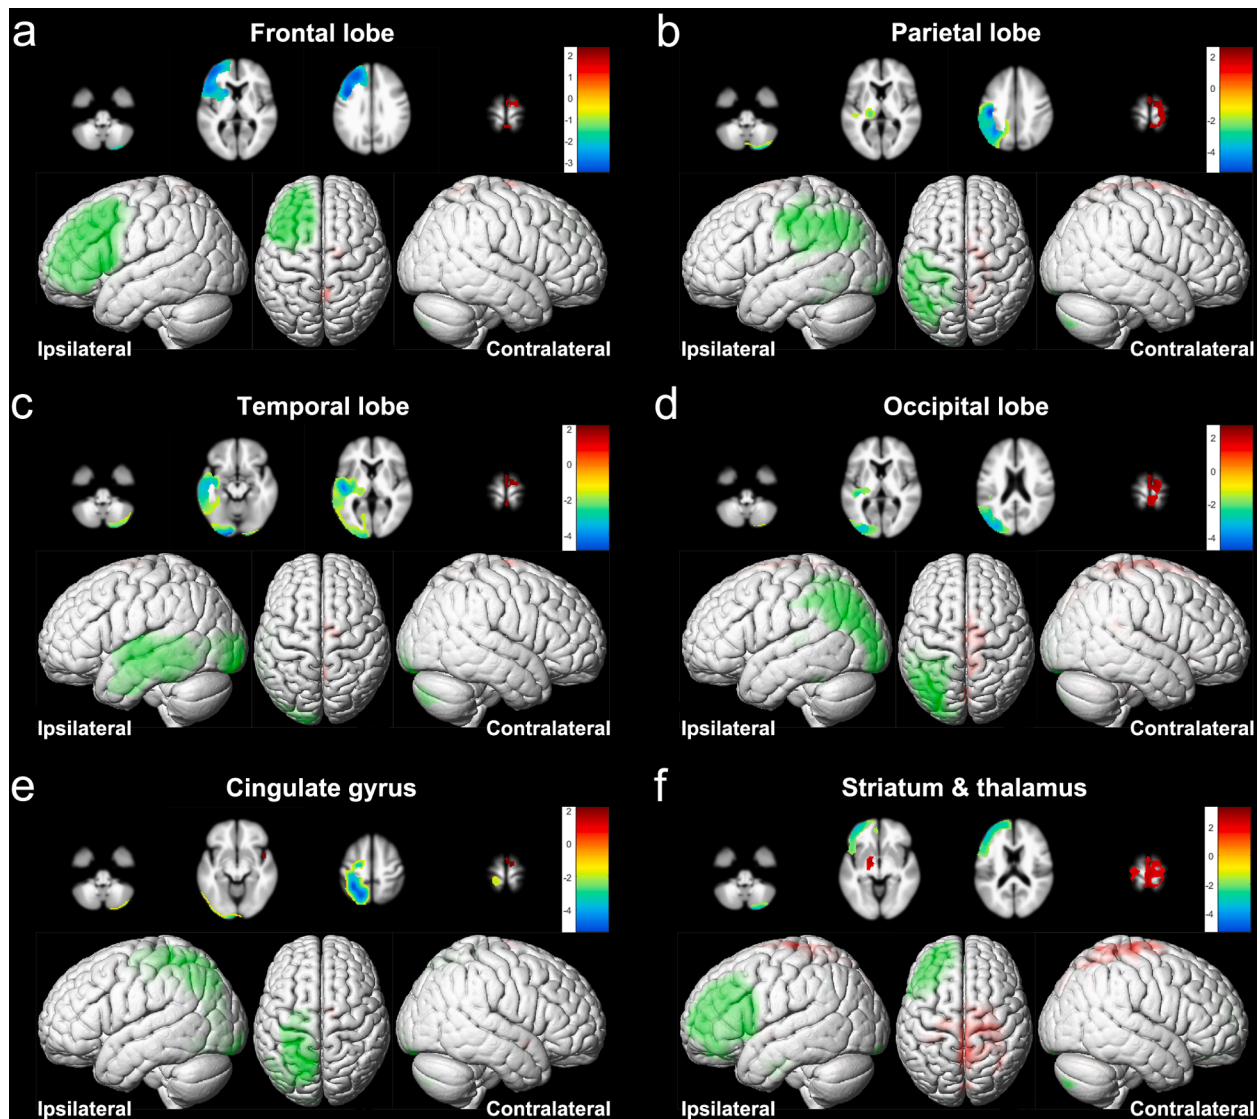 a
Frontal lobe
2
1
0
-1
-2
-3
Ipsilateral
Contralateral
b
Parietal lobe
2
0
-2
-4
Ipsilateral
Contralateral
c
Temporal lobe
2
0
-2
-4
Ipsilateral
Contralateral
d
Occipital lobe
2
0
-2
-4
Ipsilateral
Contralateral
e
Cingulate gyrus
2
0
-2
-4
Ipsilateral
Contralateral
f
Striatum & thalamus
2
0
-2
-4
Ipsilateral
Contralateral